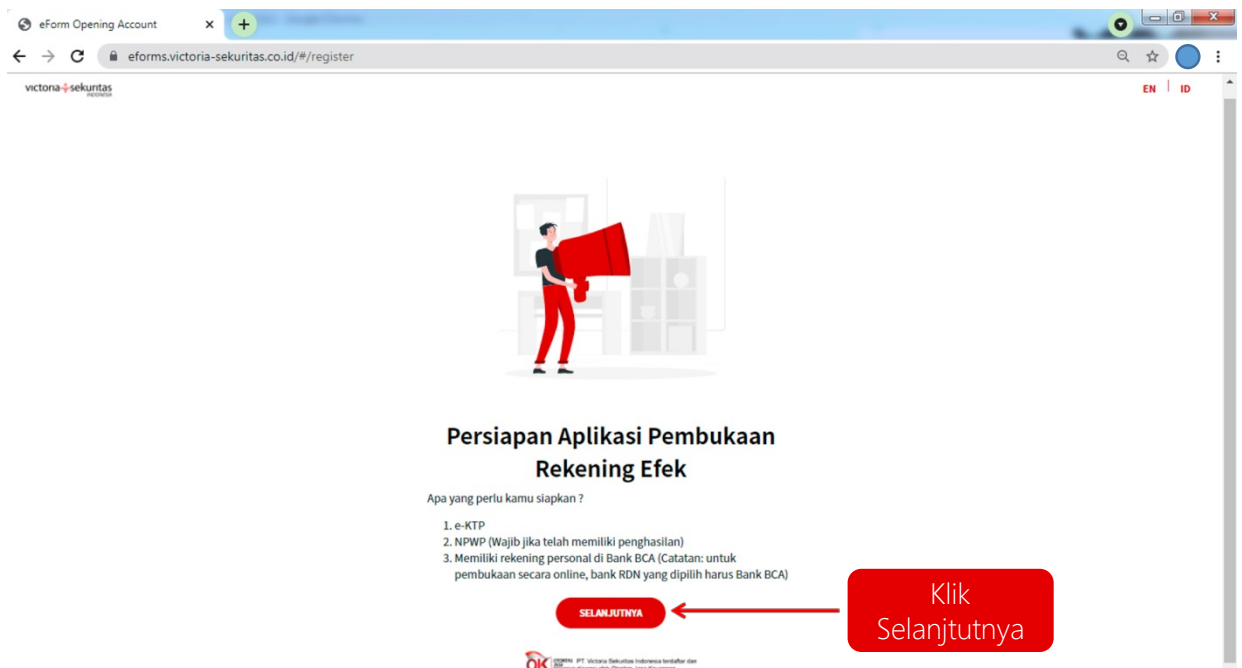 eForm Opening Account
eforms.victoria-sekuritas.co.id/#/register
victoria sekuritas
INDONESIA
EN | ID
Persiapan Aplikasi Pembukaan
Rekening Efek
Apa yang perlu kamu siapkan ?
1. e-KTP
2. NPWP (Wajib jika telah memiliki penghasilan)
3. Memiliki rekening personal di Bank BCA (Catatan: untuk
pembukaan secara online, bank RDN yang dipilih harus Bank BCA)
SELANJUTNYA
Klik
Selanjtutnya
PT. Victoria Sekuritas Indonesia terdaftar dan